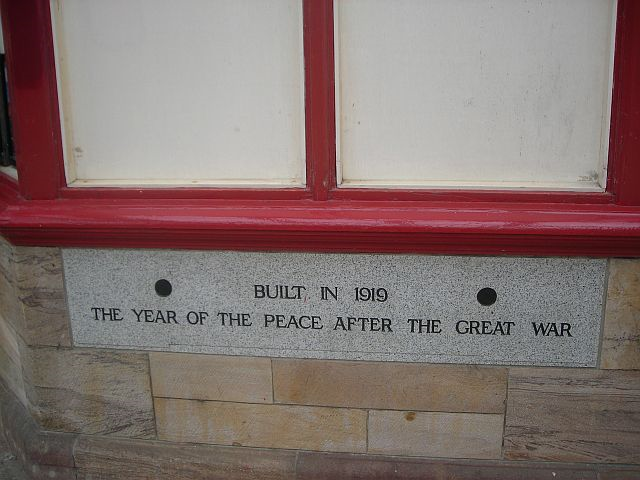 BUILT IN 1919
THE YEAR OF THE PEACE AFTER THE GREAT WAR